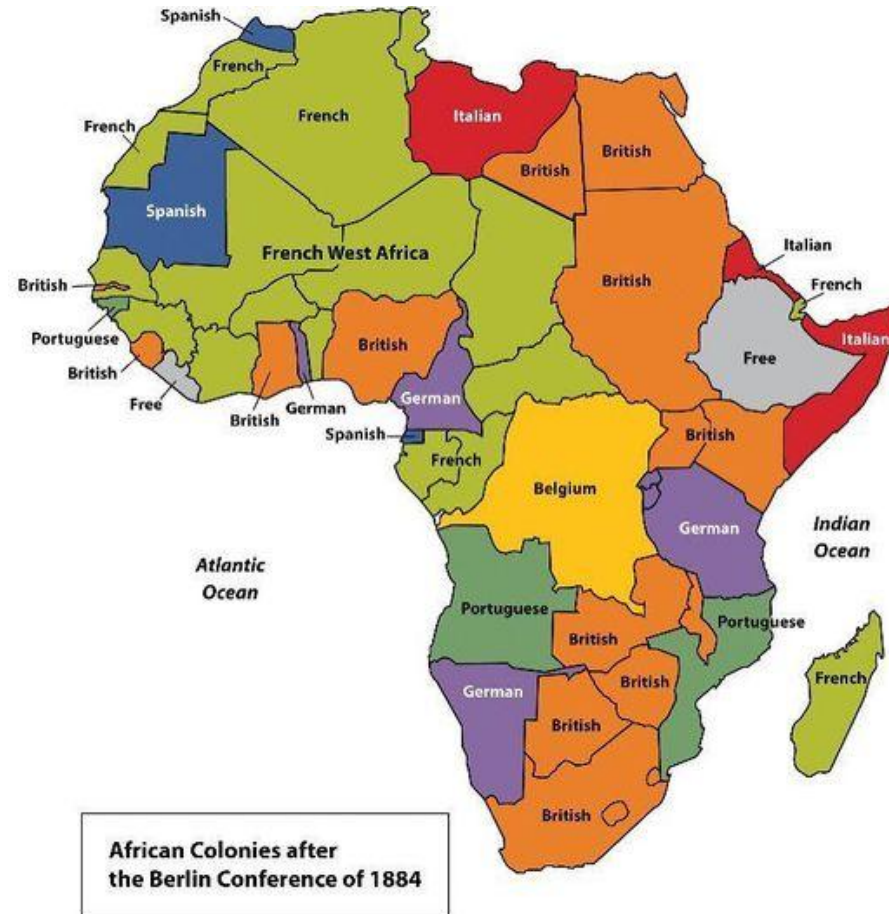 Spanish
French
French
French
Italian
British
British
Spanish
French West Africa
British
Italian
French
British
Portuguese
British
Italian
British
Free
Free
British
German
German
Spanish
French
British
Belgium
German
Indian
Ocean
Atlantic
Ocean
Portuguese
Portuguese
British
French
German
British
British
British
African Colonies after
the Berlin Conference of 1884